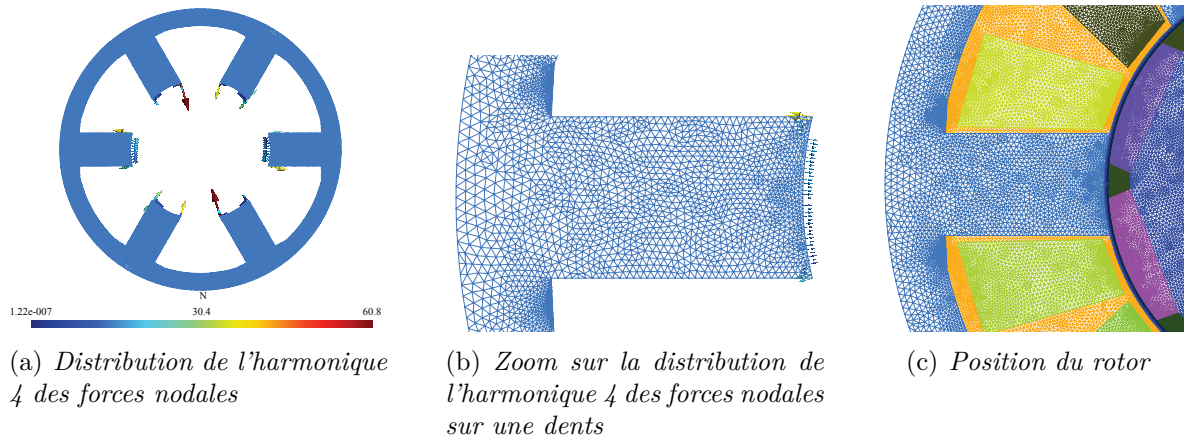 N
1.22e-007 30.4 60.8
(a) Distribution de l'harmonique
4 des forces nodales
(b) Zoom sur la distribution de
l'harmonique 4 des forces nodales
sur une dents
(c) Position du rotor